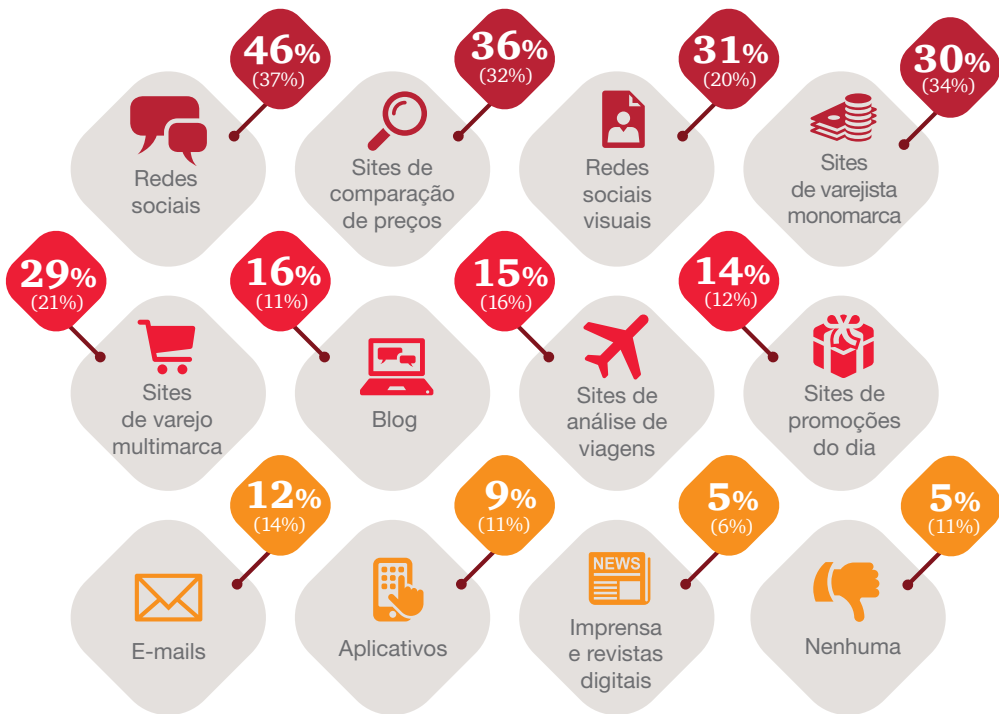 46%
(37%)
Redes
sociais
36%
(32%)
Sites de
comparação
de preços
31%
(20%)
Redes
sociais
visuais
30%
(34%)
Sites
de varejista
monomarca
29%
(21%)
Sites
de varejo
multimarca
16%
(11%)
Blog
15%
(16%)
Sites de
análise de
viagens
14%
(12%)
Sites de
promoções
do dia
12%
(14%)
E-mails
9%
(11%)
Aplicativos
5%
(6%)
NEWS
Imprensa
e revistas
digitais
5%
(11%)
Nenhuma